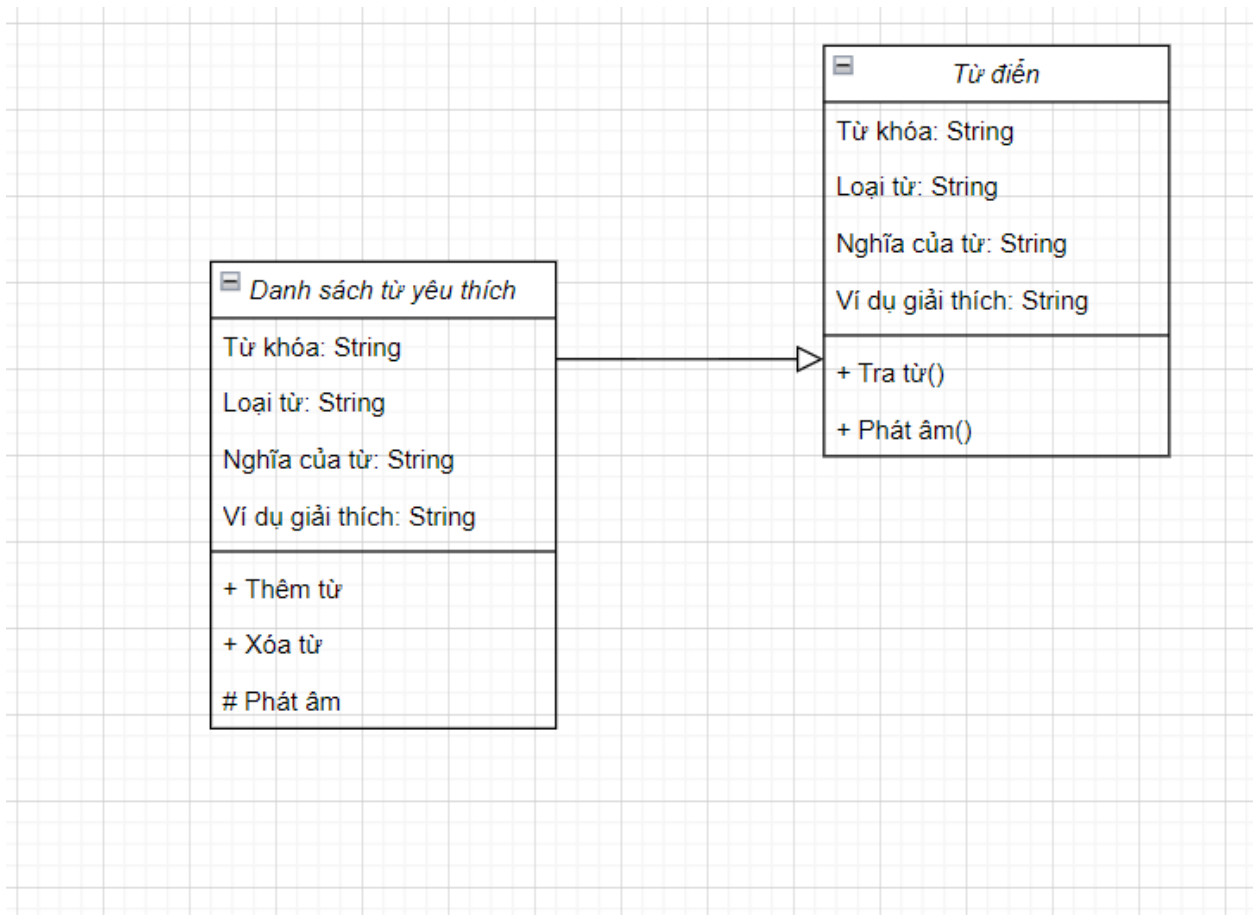 Từ điển
Từ khóa: String
Loại từ: String
Nghĩa của từ: String
Ví dụ giải thích: String
+ Tra từ()
+ Phát âm()
Danh sách từ yêu thích
Từ khóa: String
Loại từ: String
Nghĩa của từ: String
Ví dụ giải thích: String
+ Thêm từ
+ Xóa từ
# Phát âm